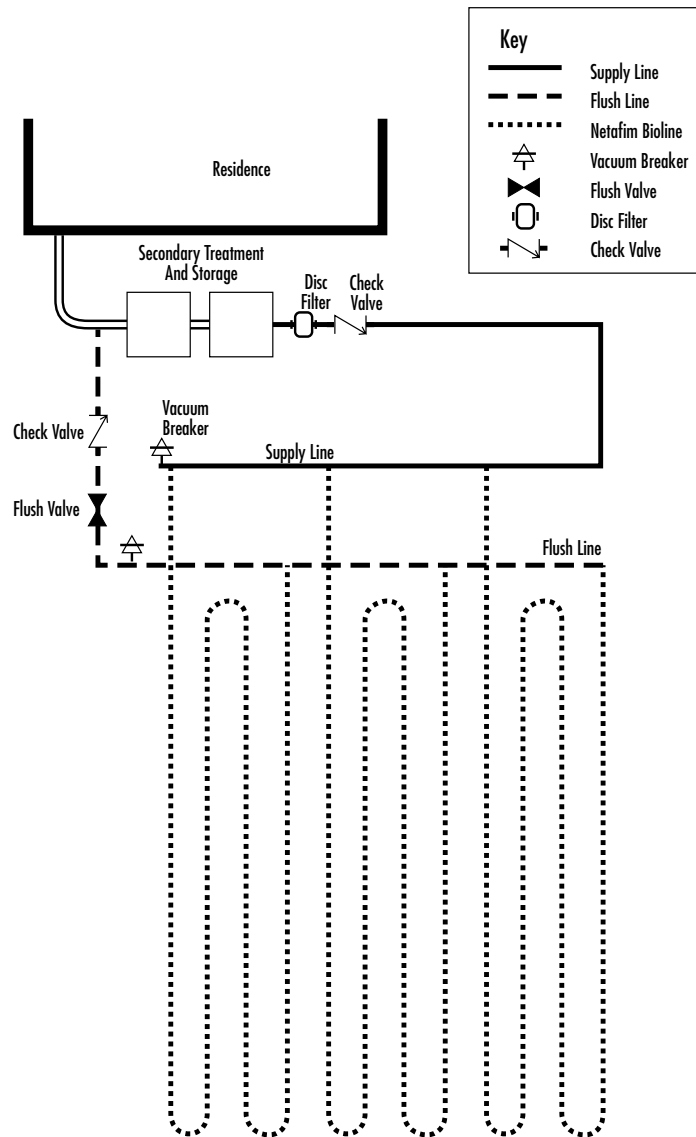 Key
Supply Line
Flush Line
Netafim Bioline
Vacuum Breaker
Flush Valve
Disc Filter
Check Valve
Residence
Secondary Treatment
And Storage
Disc
Filter
Check
Valve
Check Valve
Vacuum
Breaker
Supply Line
Flush Valve
Flush Line